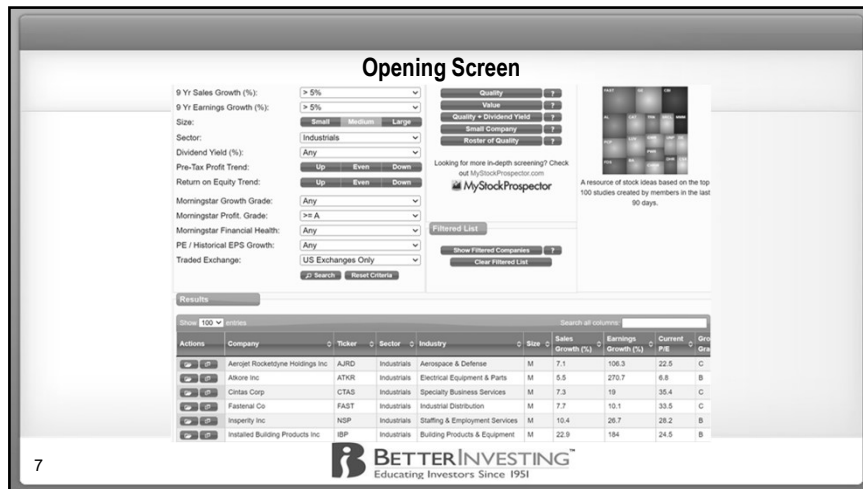 Opening Screen
9 Yr Sales Growth (%): > 5%
9 Yr Earnings Growth (%): > 5%
Size: Small Medium Large
Sector: Industrials
Dividend Yield (%): Any
Pre-Tax Profit Trend: Up Even Down
Return on Equity Trend: Up Even Down
Morningstar Growth Grade: Any
Morningstar Profit. Grade: >= A
Morningstar Financial Health: Any
PE / Historical EPS Growth: Any
Traded Exchange: US Exchanges Only
Search Reset Criteria
Quality ?
Value ?
Quality + Dividend Yield ?
Small Company ?
Roster of Quality ?
Looking for more in-depth screening? Check
out MyStockProspector.com
MyStockProspector
Filtered List
Show Filtered Companies ?
Clear Filtered List
FAST
A resource of stock ideas based on the top
100 studies created by members in the last
90 days.
Results
Show 100 entries Search all columns:
Actions Company Ticker Sector Industry Size Sales Growth (%) Earnings Growth (%) Current P/E Gro Gra
Aerojet Rocketdyne Holdings Inc AJRD Industrials Aerospace & Defense M 7.1 106.3 22.5 C
Atkore Inc ATKR Industrials Electrical Equipment & Parts M 5.5 270.7 6.8 B
Cintas Corp CTAS Industrials Specialty Business Services M 7.3 19 35.4 C
Fastenal Co FAST Industrials Industrial Distribution M 7.7 10.1 33.5 C
Insperity Inc NSP Industrials Staffing & Employment Services M 10.4 26.7 28.2 B
Installed Building Products Inc IBP Industrials Building Products & Equipment M 22.9 184 24.5 B
7
BETTERINVESTING™
Educating Investors Since 1951